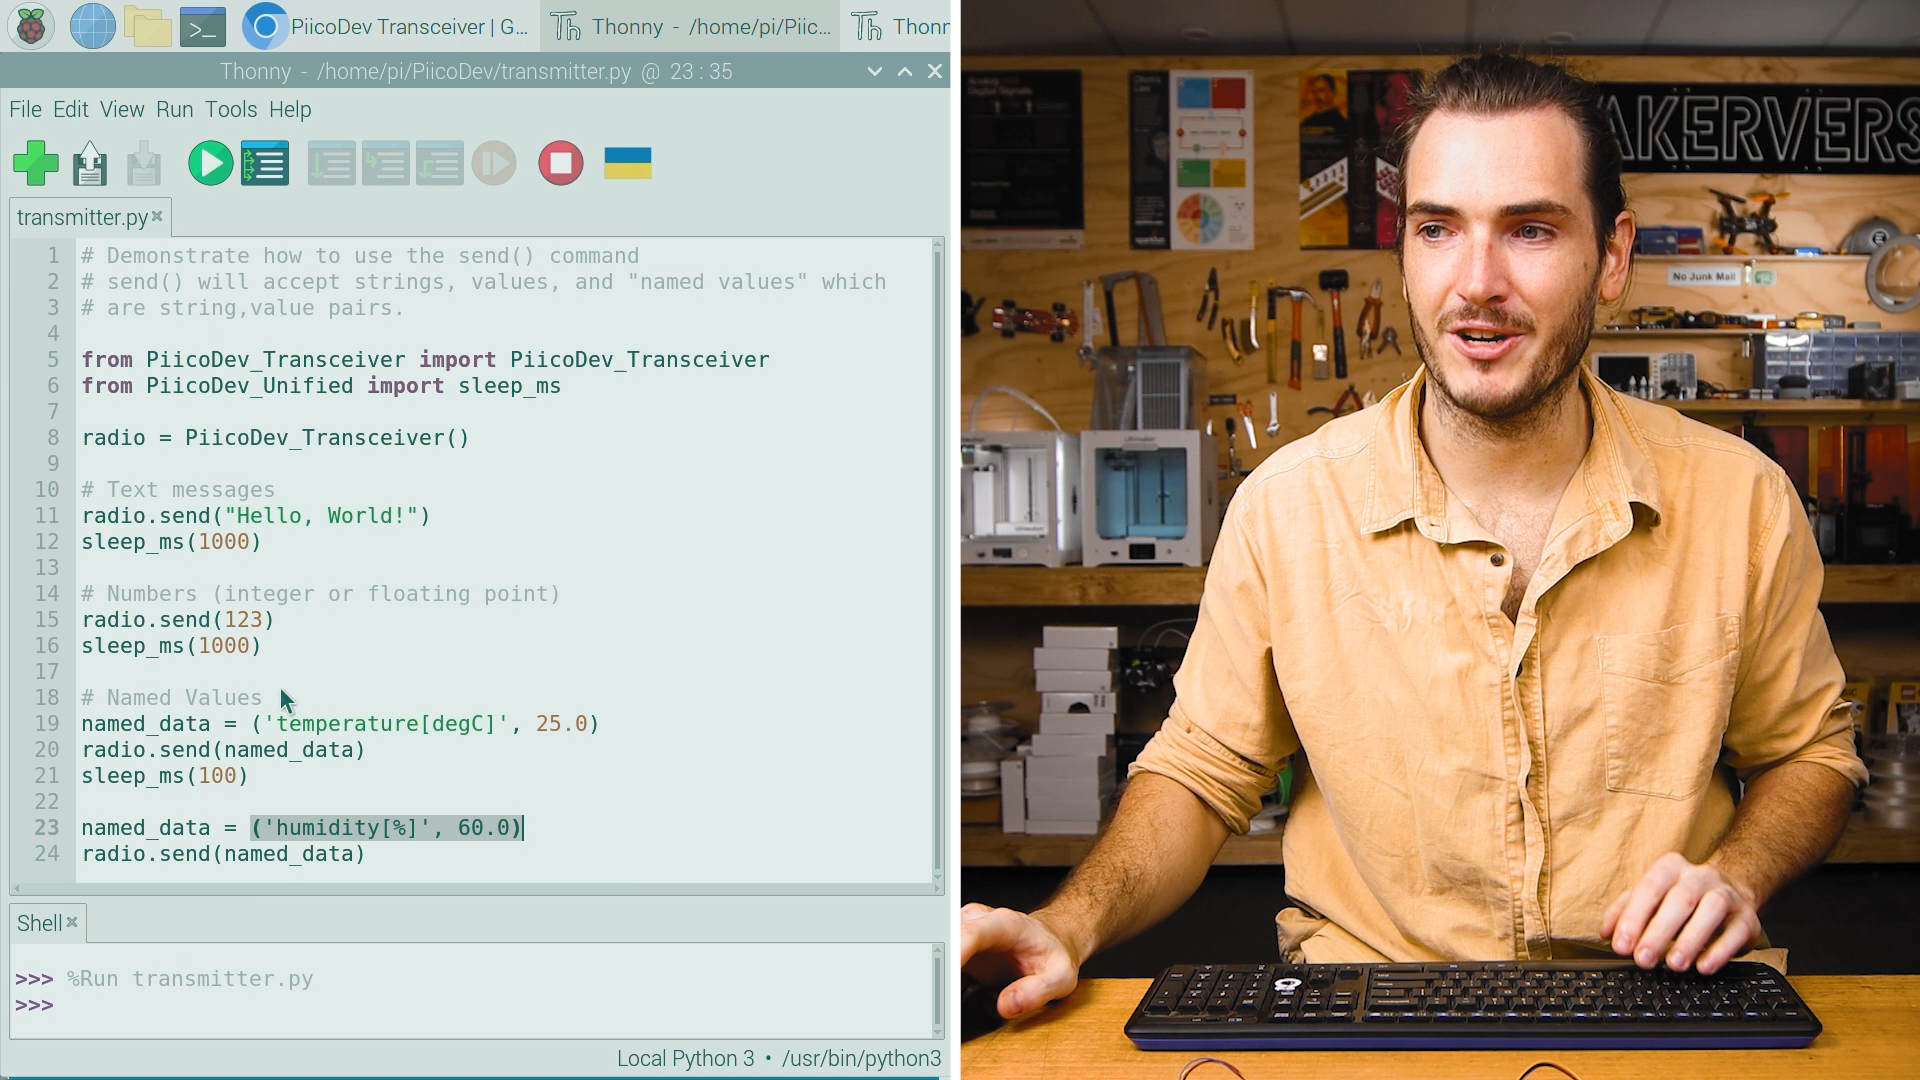 PiicoDev Transceiver | G...
Thonny - /home/pi/Piic...
Thonn
Thonny - /home/pi/PiicoDev/transmitter.py @ 23 : 35
File Edit View Run Tools Help
transmitter.py
1 # Demonstrate how to use the send() command
2 # send() will accept strings, values, and "named values" which
3 # are string,value pairs.
4
5 from PiicoDev_Transceiver import PiicoDev_Transceiver
6 from PiicoDev_Unified import sleep_ms
7
8 radio = PiicoDev_Transceiver()
9
10 # Text messages
11 radio.send("Hello, World!")
12 sleep_ms(1000)
13
14 # Numbers (integer or floating point)
15 radio.send(123)
16 sleep_ms(1000)
17
18 # Named Values
19 named_data = ('temperature[degC]', 25.0)
20 radio.send(named_data)
21 sleep_ms(100)
22
23 named_data = ('humidity[%]', 60.0)
24 radio.send(named_data)
Shell
>>> %Run transmitter.py
>>>
Local Python 3 • /usr/bin/python3
AKERVERS
No Junk Mail